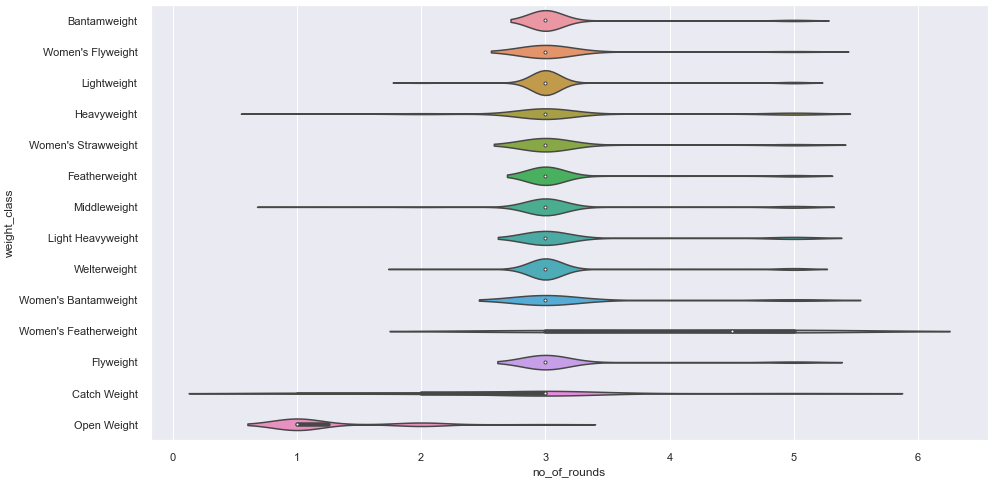 Bantamweight
Women's Flyweight
Lightweight
Heavyweight
Women's Strawweight
Featherweight
Middleweight
Light Heavyweight
Welterweight
Women's Bantamweight
Women's Featherweight
Flyweight
Catch Weight
Open Weight
weight_class
0 1 2 3 4 5 6
no_of_rounds